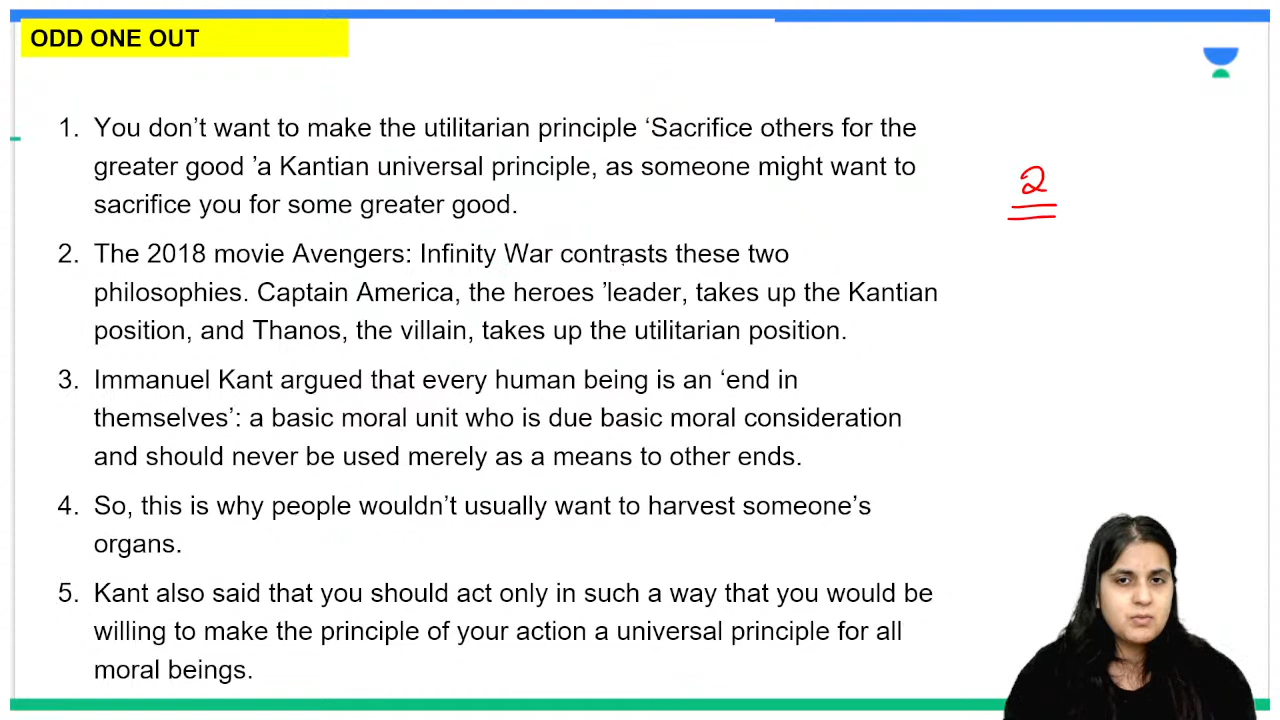 ODD ONE OUT
1. You don't want to make the utilitarian principle ‘Sacrifice others for the
greater good ’a Kantian universal principle, as someone might want to
sacrifice you for some greater good.
2
2. The 2018 movie Avengers: Infinity War contrasts these two
philosophies. Captain America, the heroes ’leader, takes up the Kantian
position, and Thanos, the villain, takes up the utilitarian position.
3. Immanuel Kant argued that every human being is an ‘end in
themselves’: a basic moral unit who is due basic moral consideration
and should never be used merely as a means to other ends.
4. So, this is why people wouldn’t usually want to harvest someone’s
organs.
5. Kant also said that you should act only in such a way that you would be
willing to make the principle of your action a universal principle for all
moral beings.